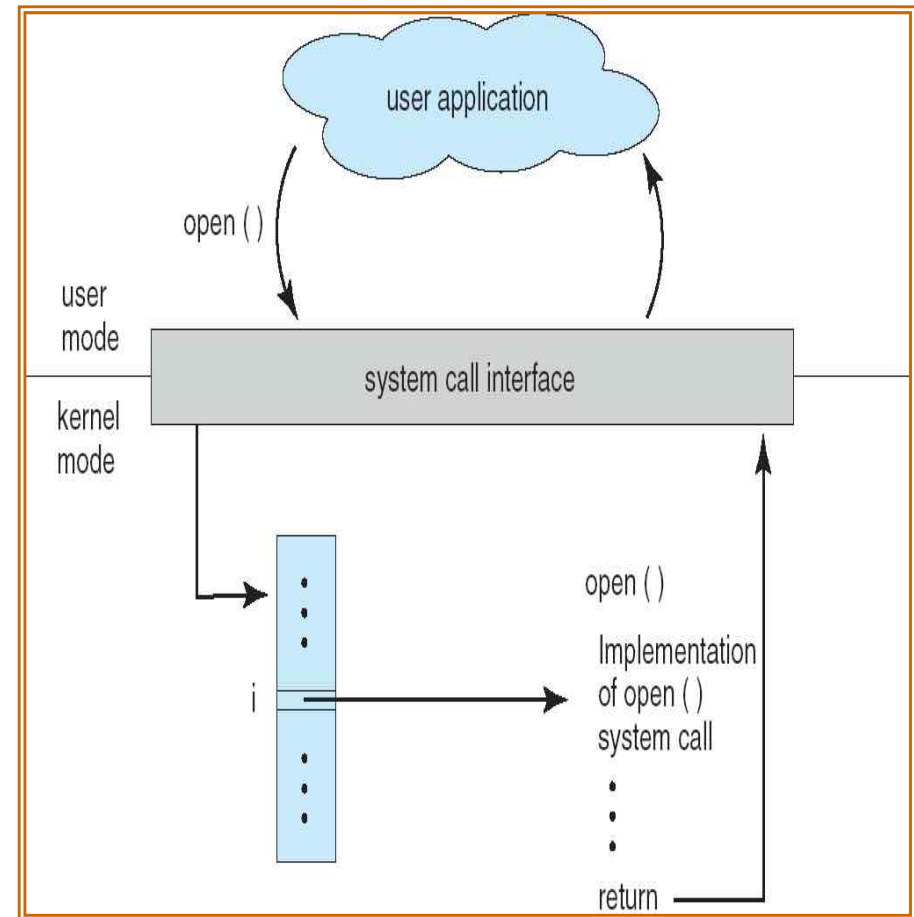 user application
open ( )
user
mode
system call interface
kernel
mode
open ( )
Implementation
of open ( )
system call
i
return